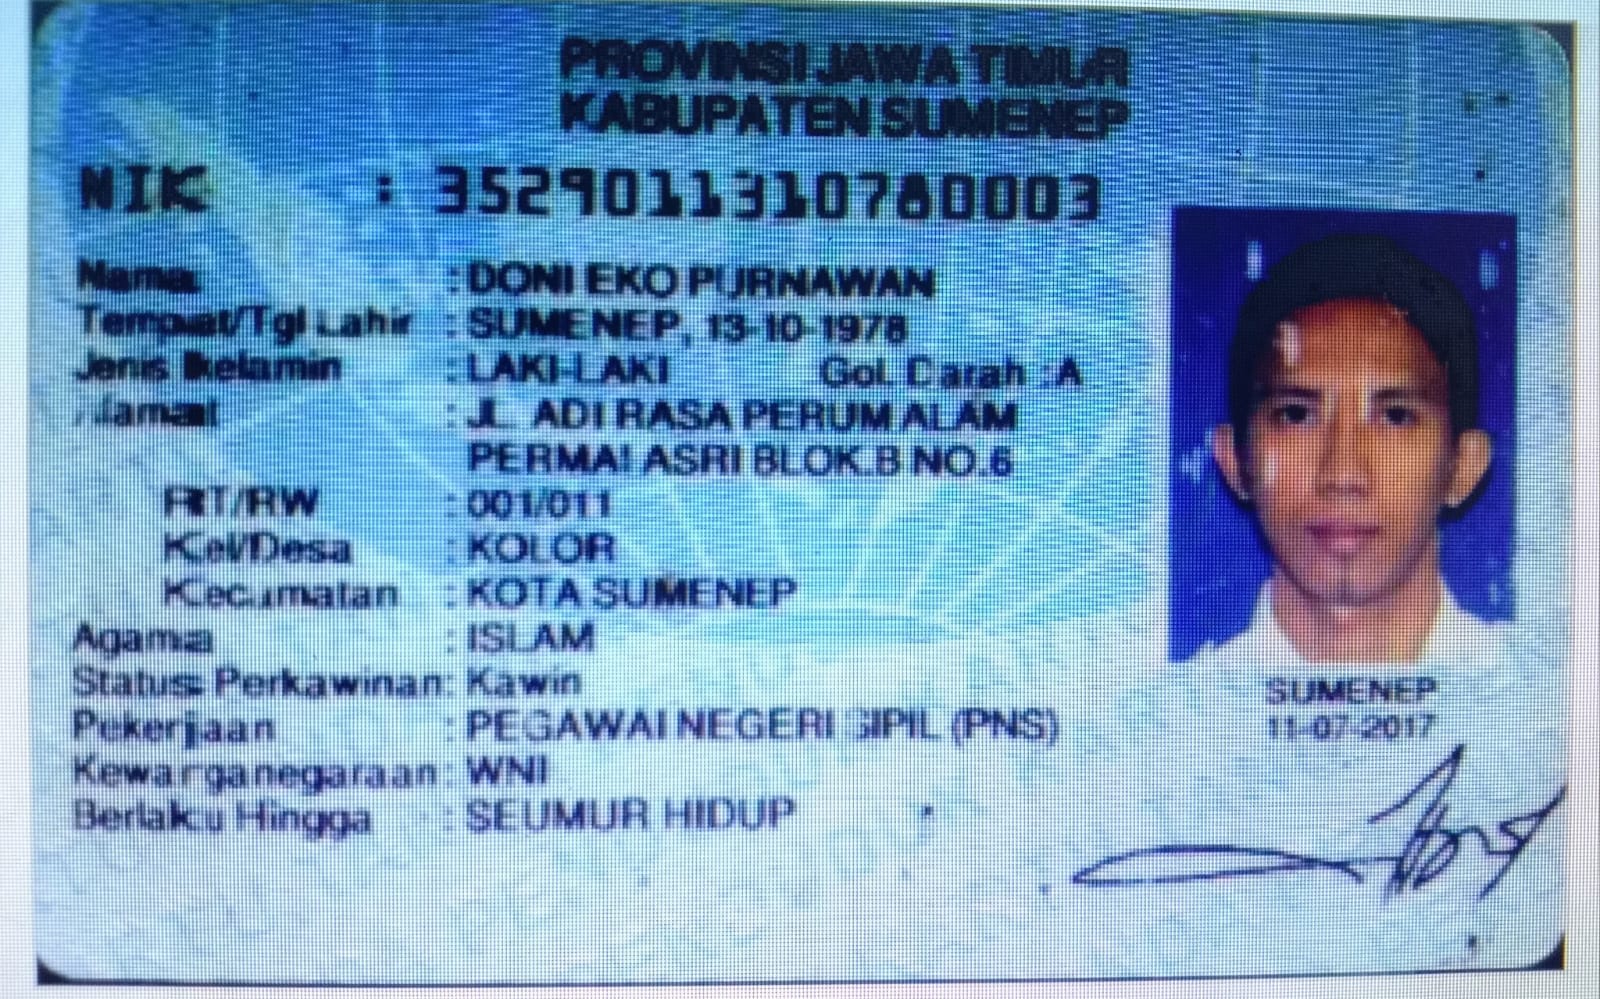 PROVINSI JAWA TIMUR
KABUPATEN SUMENEP
NIK : 3529011310780003
Nama : DONI EKO PURNAWAN
Tempat/Tgl Lahir : SUMENEP, 13-10-1978
Jenis kelamin : LAKI-LAKI Gol. Darah : A
Alamat : JL. ADI RASA PERUM ALAM
PERMAI ASRI BLOK.B NO.6
RT/RW : 001/011
Kel/Desa : KOLOR
Kecamatan : KOTA SUMENEP
Agama : ISLAM
Status Perkawinan : Kawin
Pekerjaan : PEGAWAI NEGERI SIPIL (PNS)
Kewarganegaraan : WNI
Berlaku Hingga : SEUMUR HIDUP
SUMENEP
11-07-2017